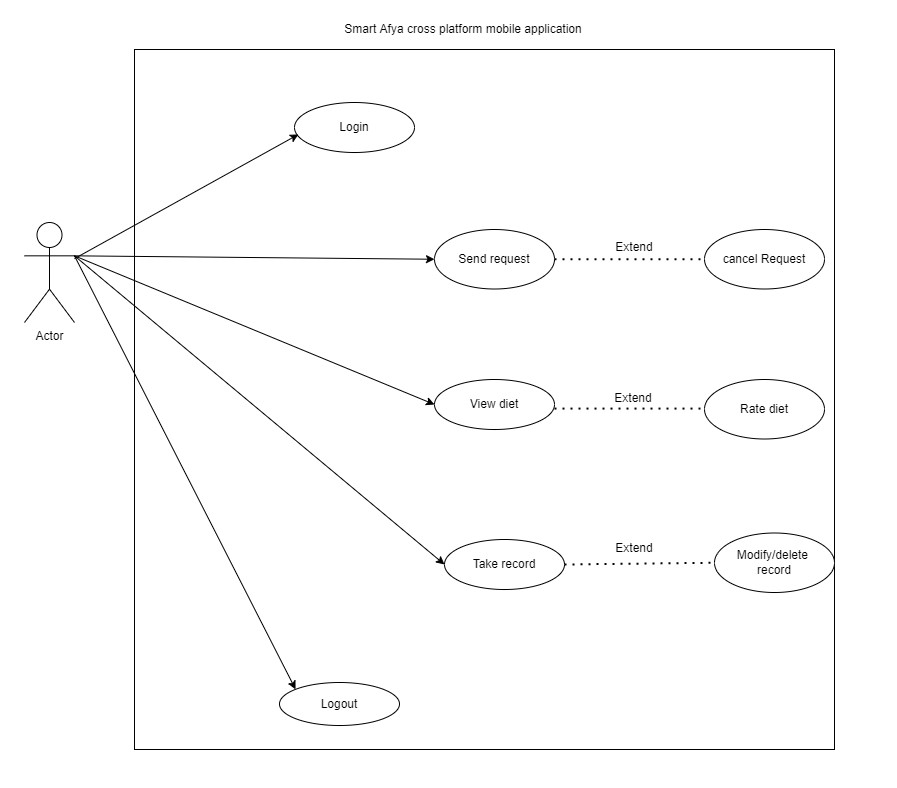 Smart Afya cross platform mobile application
Login
Send request
Extend
cancel Request
Actor
View diet
Extend
Rate diet
Take record
Extend
Modify/delete
record
Logout